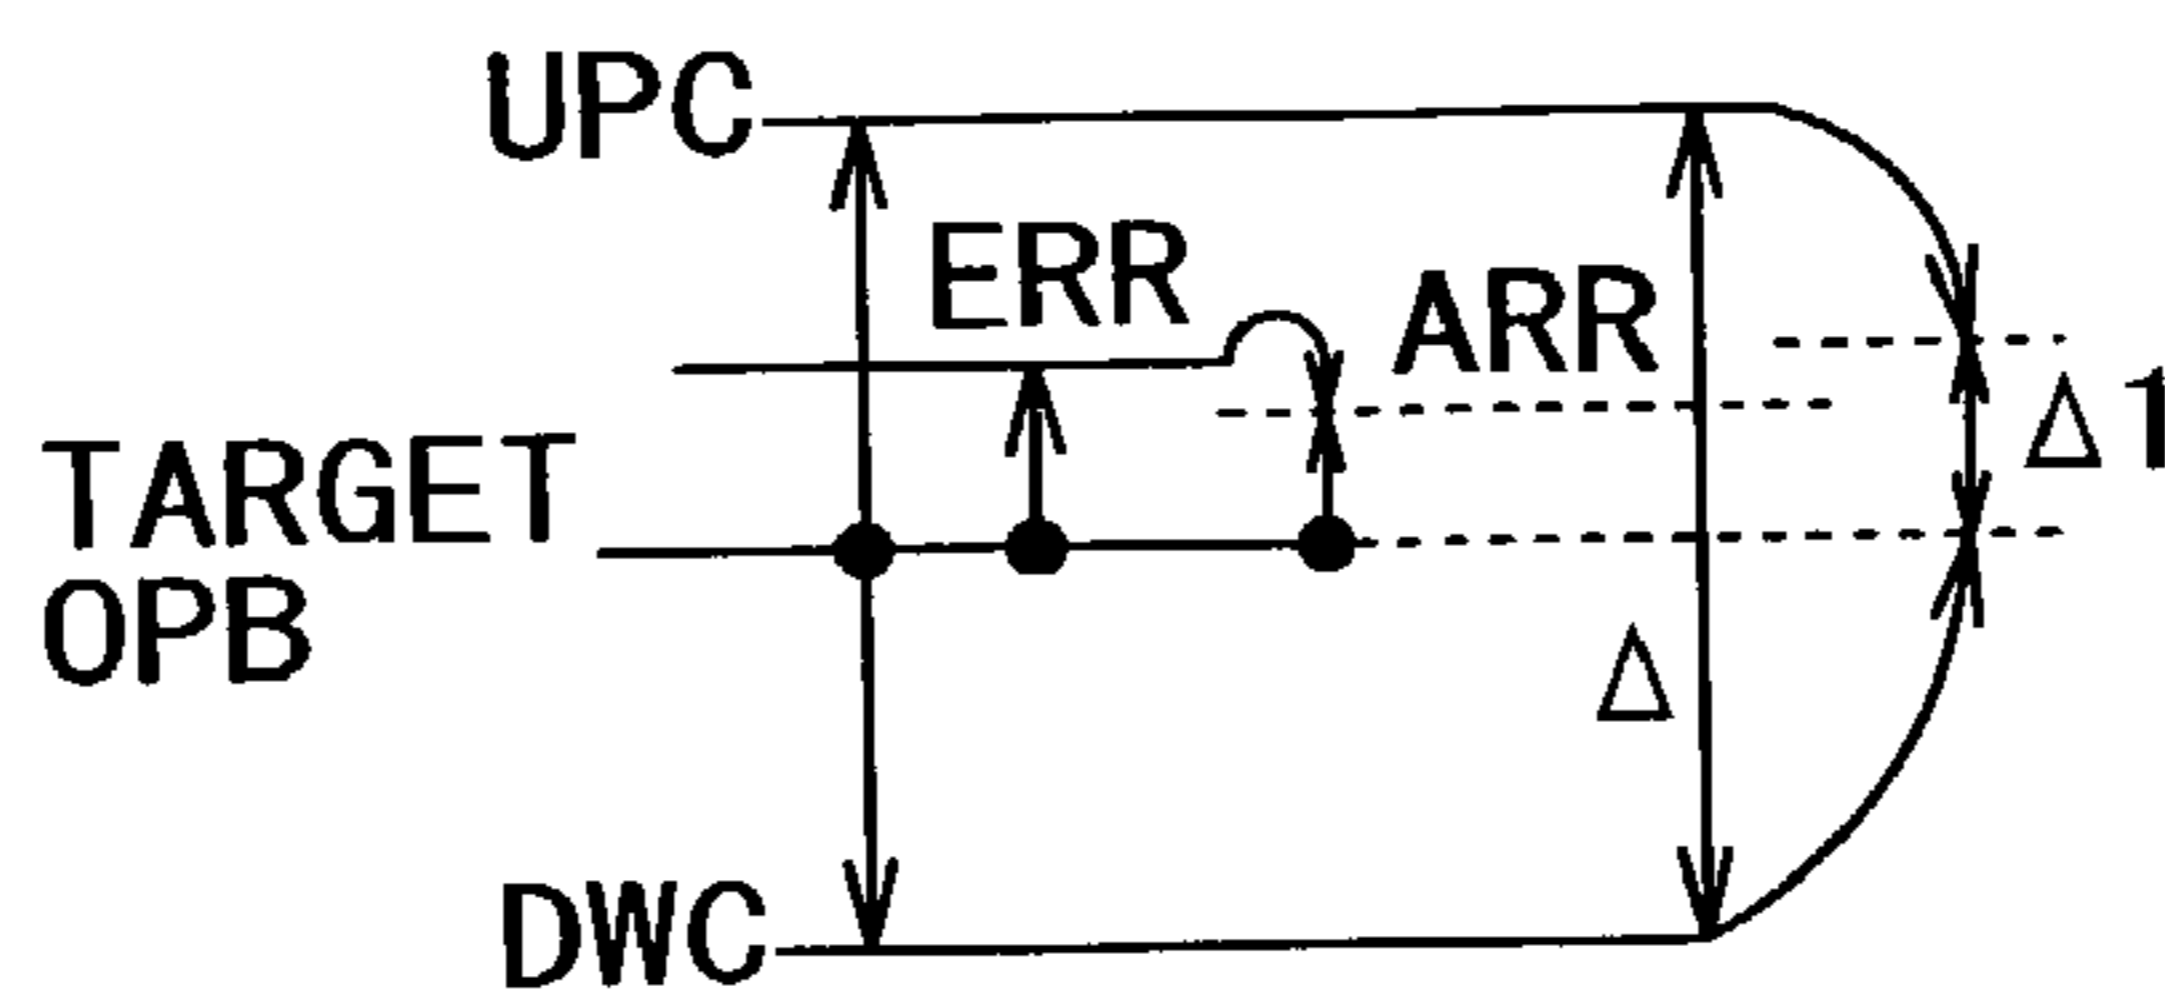 UPC
ERR
ARR
Δ1
TARGET
OPB
Δ
DWC